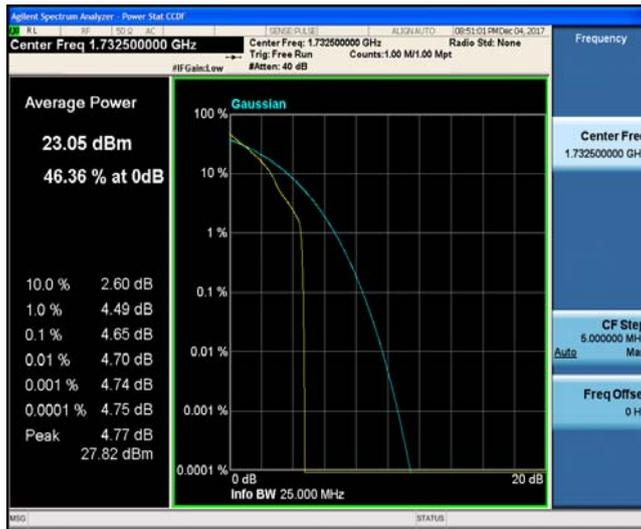 Agilent Spectrum Analyzer - Power Stat CCDF
RL RF 50 Ω AC SENSE:PULSE ALIGN AUTO 08:51:01 PM Dec 04, 2017
Center Freq 1.732500000 GHz
Center Freq: 1.732500000 GHz Radio Std: None
Trig: Free Run Counts:1.00 M/1.00 Mpt
#IFGain:Low #Atten: 40 dB
Frequency
Average Power
23.05 dBm
46.36 % at 0dB
10.0 % 2.60 dB
1.0 % 4.49 dB
0.1 % 4.65 dB
0.01 % 4.70 dB
0.001 % 4.74 dB
0.0001 % 4.75 dB
Peak 4.77 dB
27.82 dBm
Gaussian
100 %
10 %
1 %
0.1 %
0.01 %
0.001 %
0.0001 %
0 dB 20 dB
Info BW 25.000 MHz
Center Fre
1.732500000 GH
CF Step
5.000000 MH
Auto Ma
Freq Offse
0 H
MSG STATUS